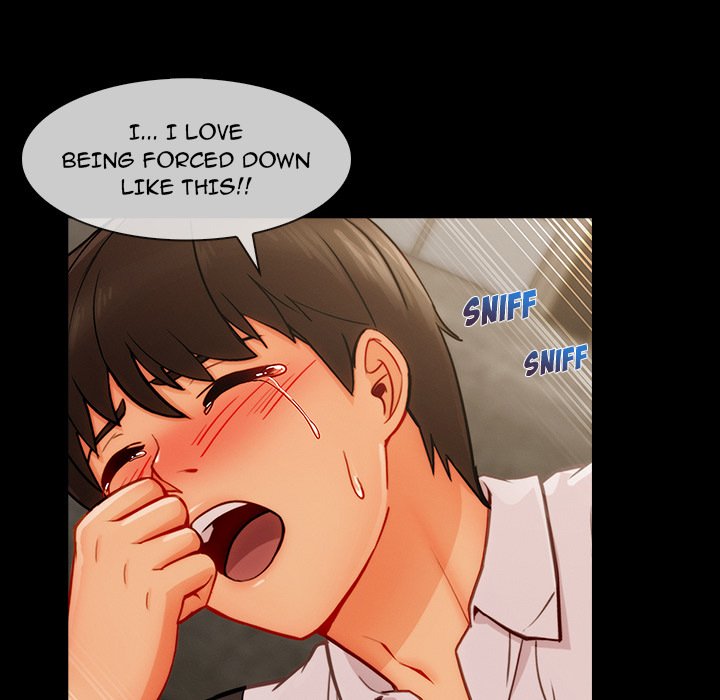 I... I LOVE
BEING FORCED DOWN
LIKE THIS!!
SNIFF
SNIFF